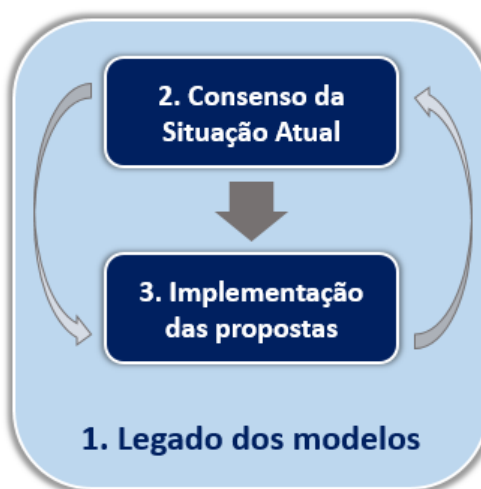 2. Consenso da
Situação Atual
3. Implementação
das propostas
1. Legado dos modelos